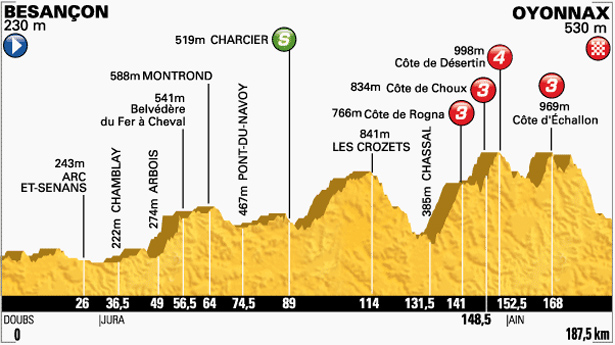 BESANÇON
230 m
OYONNAX
530 m
519m CHARCIER
S
588m MONTROND
541m
Belvédère
du Fer à Cheval
243m
ARC
ET-SENANS
222m CHAMBLAY
274m ARBOIS
467m PONT-DU-NAVOY
841m
LES CROZETS
385m CHASSAL
766m Côte de Rogna
3
834m Côte de Choux
3
998m
Côte de Désertin
4
3
969m
Côte d'Échallon
26 36,5 49 56,5 64 74,5 89 114 131,5 141 152,5 168
148,5
DOUBS |JURA |AIN
0 187,5 km